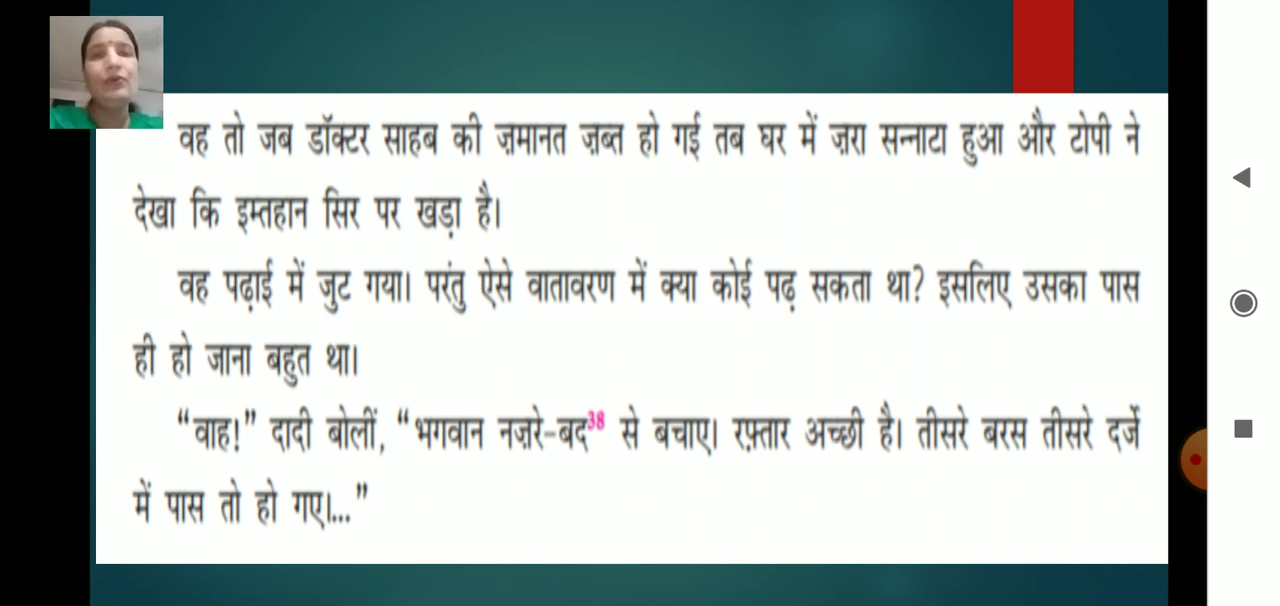 वह तो जब डॉक्टर साहब की ज़मानत ज़ब्त हो गई तब घर में ज़रा सन्नाटा हुआ और टोपी ने
देखा कि इम्तहान सिर पर खड़ा है।
वह पढ़ाई में जुट गया। परंतु ऐसे वातावरण में क्या कोई पढ़ सकता था? इसलिए उसका पास
ही हो जाना बहुत था।
“वाह!” दादी बोलीं, “भगवान नज़रे-बद38 से बचाए। रफ़्तार अच्छी है। तीसरे बरस तीसरे दर्जे
में पास तो हो गए।...”